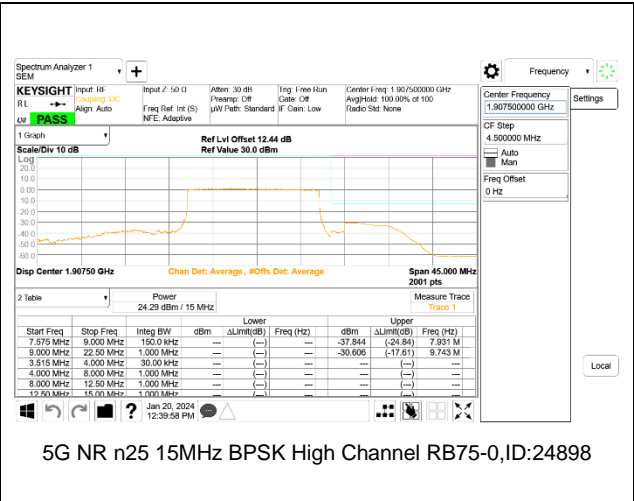 Spectrum Analyzer 1
SEM
Frequency
KEYSIGHT Input: RF Input Z: 50 Ω Atten: 30 dB Trig: Free Run Center Freq: 1.907500000 GHz
R L Coupling: DC Preamp: Off Gate: Off Avg|Hold: 100.00% of 100
Align: Auto Freq Ref: Int (S) µW Path: Standard IF Gain: Low Radio Std: None
NFE: Adaptive
PASS
Center Frequency
1.907500000 GHz
Settings
CF Step
4.500000 MHz
Auto
Man
Freq Offset
0 Hz
1 Graph
Ref Lvl Offset 12.44 dB
Scale/Div 10 dB Ref Value 30.0 dBm
Log
20.0
10.0
0.00
-10.0
-20.0
-30.0
-40.0
-50.0
-60.0
Disp Center 1.90750 GHz Chan Det: Average, #Offs Det: Average Span 45.000 MHz
2001 pts
2 Table Power Measure Trace
24.29 dBm / 15 MHz Trace 1
Lower Upper
Start Freq Stop Freq Integ BW dBm ΔLimit(dB) Freq (Hz) dBm ΔLimit(dB) Freq (Hz)
7.575 MHz 9.000 MHz 150.0 kHz --- (---) --- -37.844 (-24.84) 7.931 M
9.000 MHz 22.50 MHz 1.000 MHz --- (---) --- -30.606 (-17.61) 9.743 M
3.515 MHz 4.000 MHz 30.00 kHz --- (---) --- --- (---) ---
4.000 MHz 8.000 MHz 1.000 MHz --- (---) --- --- (---) ---
8.000 MHz 12.50 MHz 1.000 MHz --- (---) --- --- (---) ---
12.50 MHz 15.00 MHz 1.000 MHz --- (---) --- --- (---) ---
Local
? Jan 20, 2024
12:39:58 PM
5G NR n25 15MHz BPSK High Channel RB75-0,ID:24898